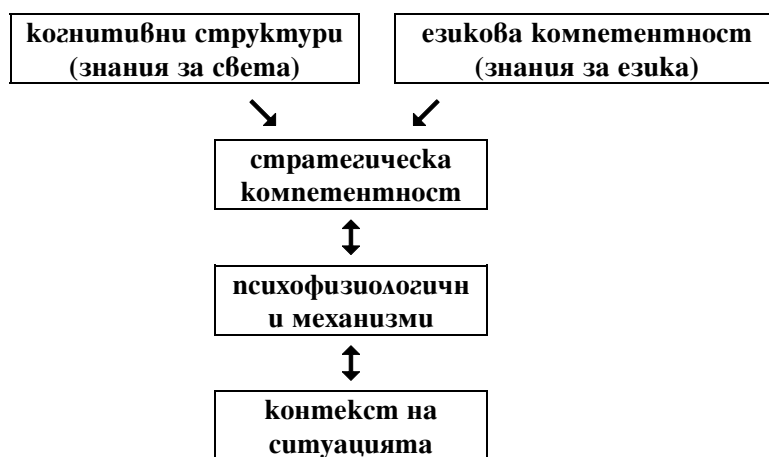 когнитивни структури
(знания за света)
езикова компетентност
(знания за езика)
стратегическа
компетентност
психофизиологичн
и механизми
контекст на
ситуацията